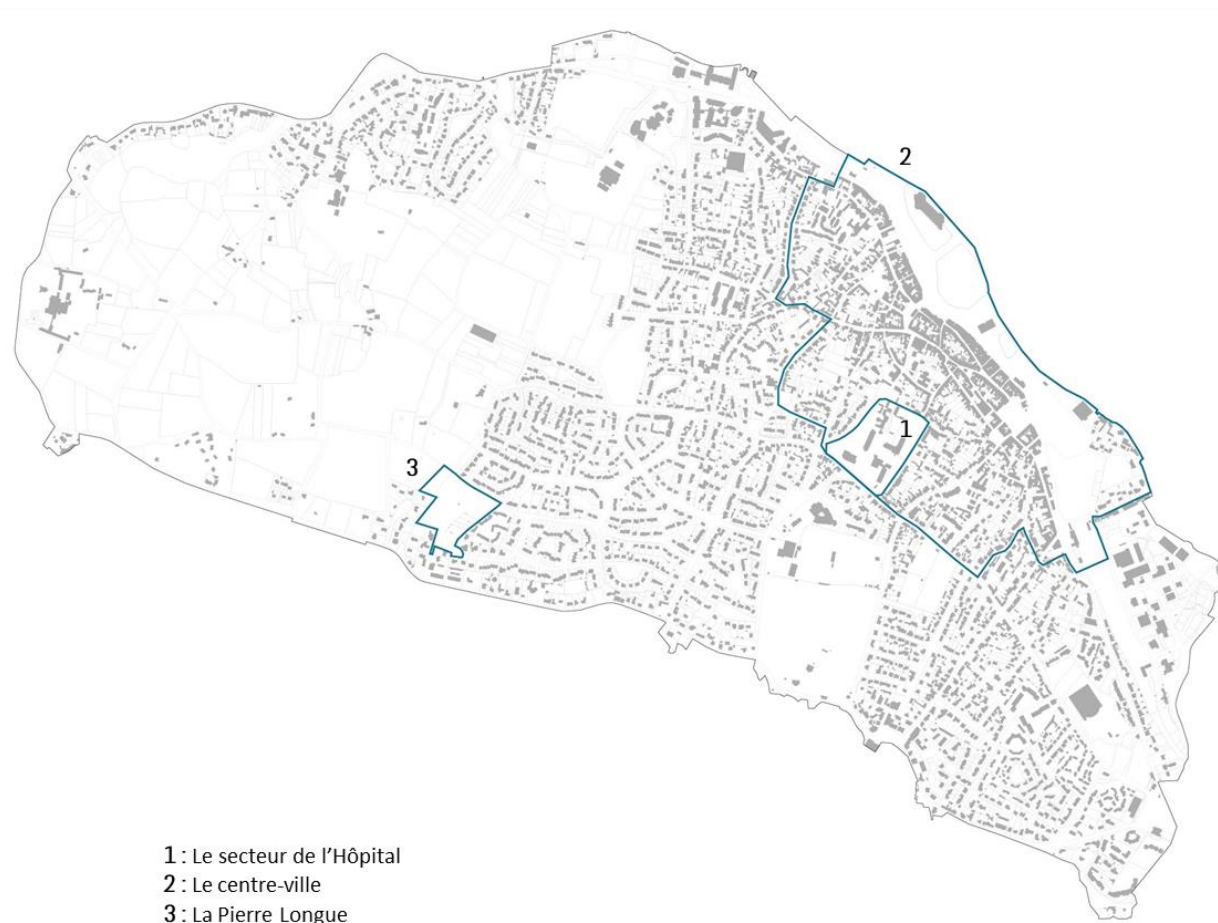 2
1
3
1 : Le secteur de l'Hôpital
2 : Le centre-ville
3 : La Pierre Longue